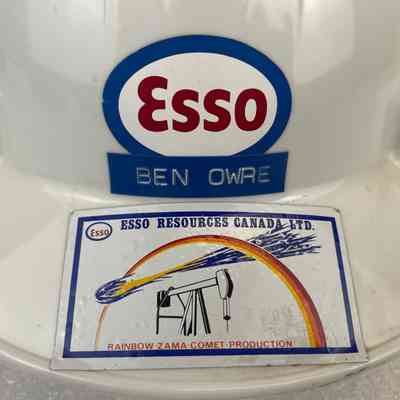 Esso
BEN OWRE
Esso
ESSO RESOURCES CANADA LTD.
RAINBOW ZAMA COMET PRODUCTION